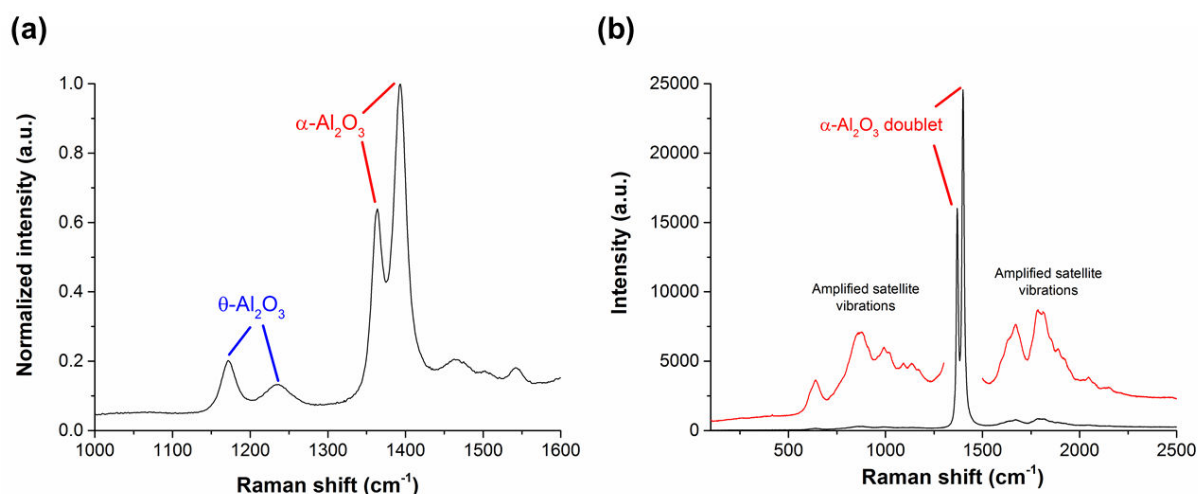 (a)
Normalized intensity (a.u.)
1.0
0.8
0.6
0.4
0.2
0.0
α-Al₂O₃
θ-Al₂O₃
1000 1100 1200 1300 1400 1500 1600
Raman shift (cm⁻¹)
(b)
Intensity (a.u.)
25000
20000
15000
10000
5000
0
α-Al₂O₃ doublet
Amplified satellite
vibrations
Amplified satellite
vibrations
500 1000 1500 2000 2500
Raman shift (cm⁻¹)